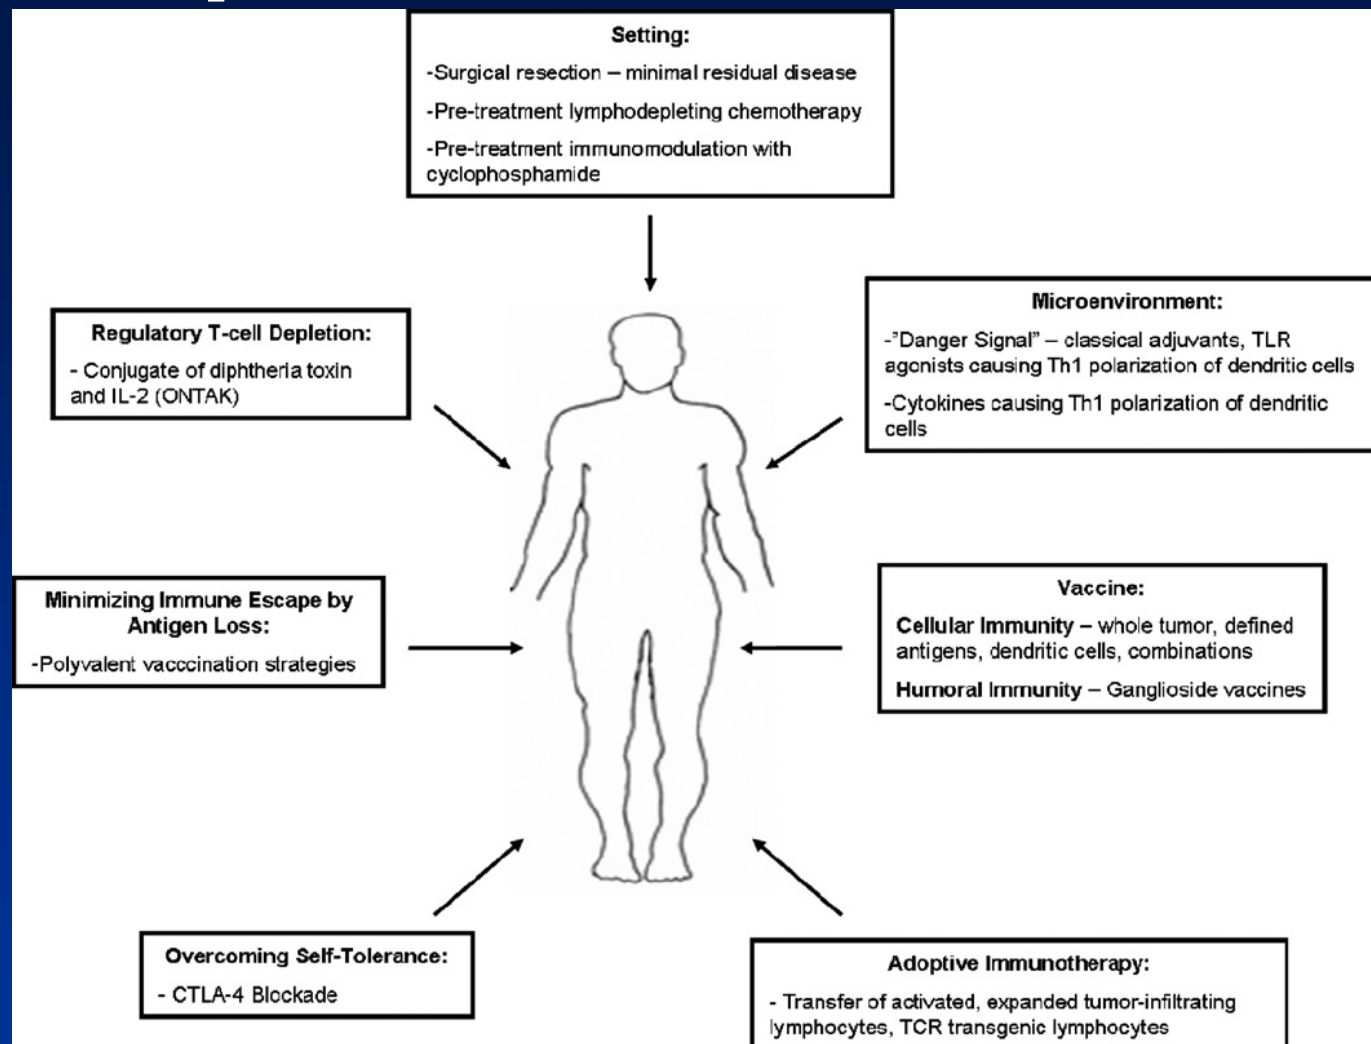 Setting:
-Surgical resection – minimal residual disease
-Pre-treatment lymphodepleting chemotherapy
-Pre-treatment immunomodulation with
cyclophosphamide
Regulatory T-cell Depletion:
- Conjugate of diphtheria toxin
and IL-2 (ONTAK)
Microenvironment:
-"Danger Signal" – classical adjuvants, TLR
agonists causing Th1 polarization of dendritic cells
-Cytokines causing Th1 polarization of dendritic
cells
Minimizing Immune Escape by
Antigen Loss:
-Polyvalent vacccination strategies
Vaccine:
Cellular Immunity – whole tumor, defined
antigens, dendritic cells, combinations
Humoral Immunity – Ganglioside vaccines
Overcoming Self-Tolerance:
- CTLA-4 Blockade
Adoptive Immunotherapy:
- Transfer of activated, expanded tumor-infiltrating
lymphocytes, TCR transgenic lymphocytes